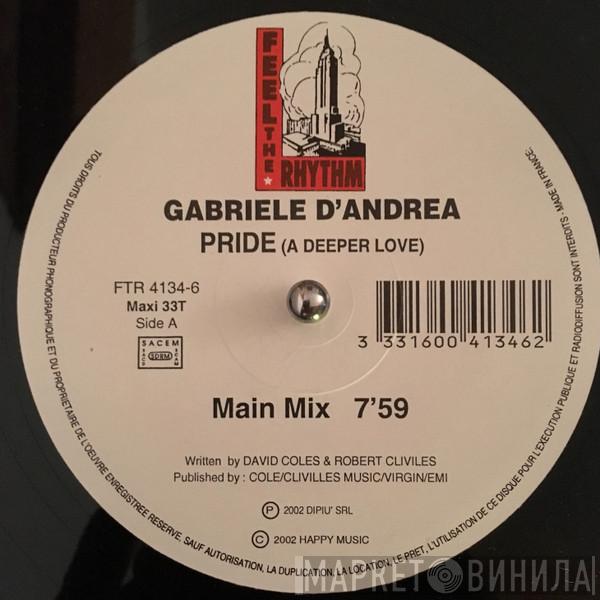 FEEL THE
RHYTHM
GABRIELE D'ANDREA
PRIDE (A DEEPER LOVE)
FTR 4134-6
Maxi 33T
Side A
SACEM
SACD SDRM SCAM
3 331600 413462
Main Mix 7'59
Written by DAVID COLES & ROBERT CLIVILES
Published by : COLE/CLIVILLES MUSIC/VIRGIN/EMI
Ⓟ 2002 DIPIU' SRL
© 2002 HAPPY MUSIC
TOUS DROITS DU PRODUCTEUR PHONOGRAPHIQUE ET DU PROPRIETAIRE DE L'OEUVRE ENREGISTREE RESERVE. SAUF AUTORISATION, LA DUPLICATION, LA LOCATION, LE PRET, L'UTILISATION DE CE DISQUE POUR L'EXECUTION PUBLIQUE ET RADIODIFFUSION SONT INTERDITS - MADE IN FRANCE.
МАРКЕТ ВИНИЛА